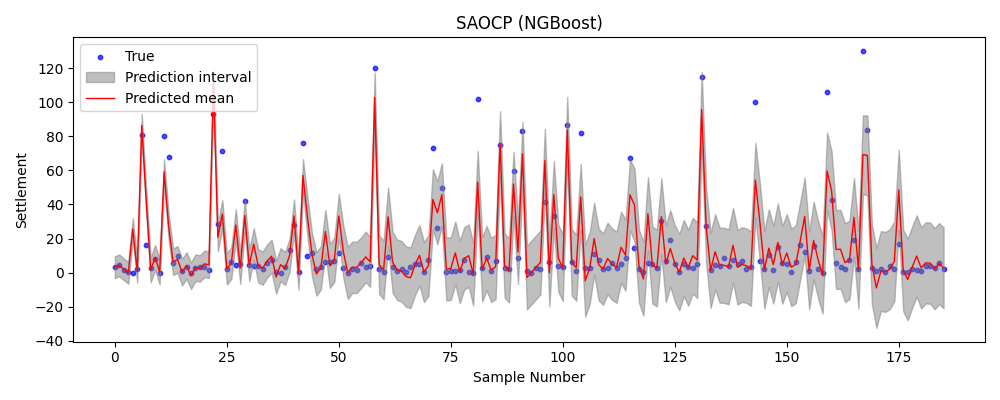 SAOCP (NGBoost)
True
Prediction interval
Predicted mean
Settlement
120
100
80
60
40
20
0
−20
−40
0
25
50
75
100
125
150
175
Sample Number